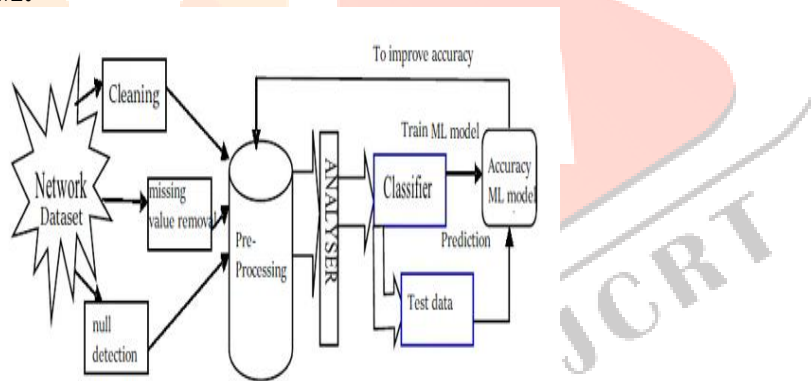 To improve accuracy
Cleaning
Train ML model
Network
Dataset
missing
value removal
Pre-
Processing
ANALYSER
Classifier
Accuracy
ML model
Prediction
Test data
null
detection
JCRT